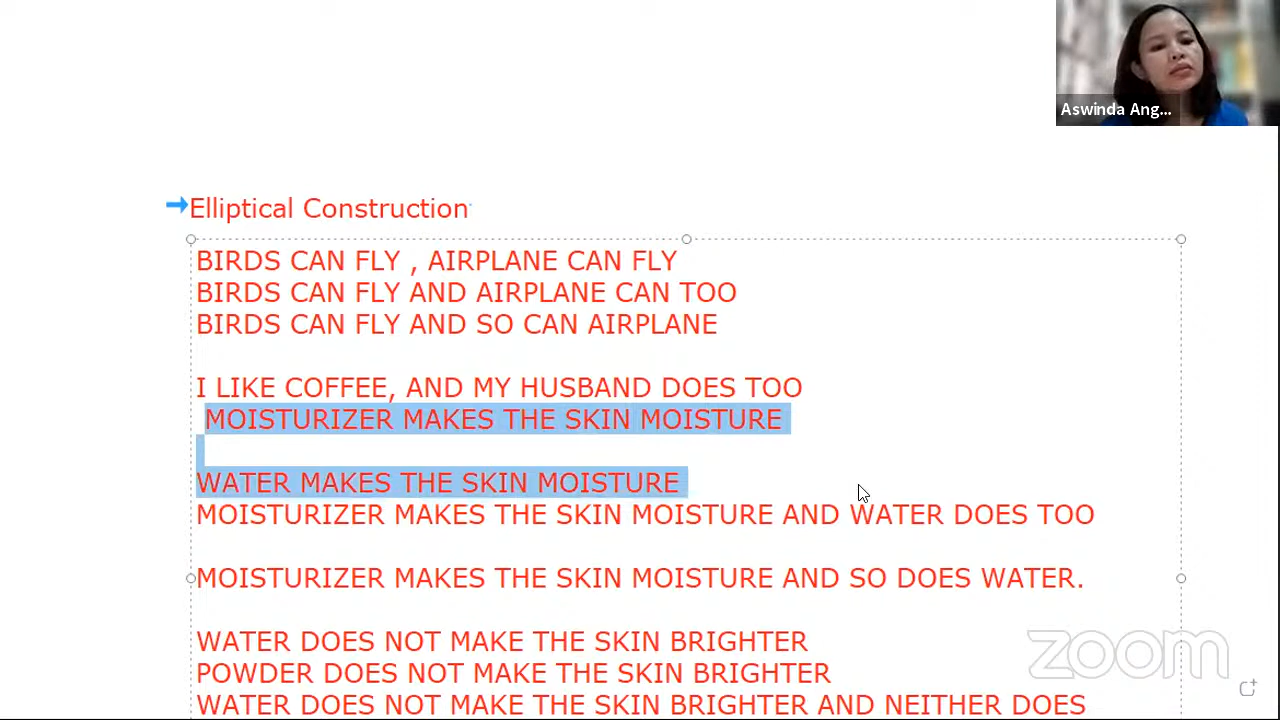 Aswinda Ang...
Elliptical Construction
BIRDS CAN FLY , AIRPLANE CAN FLY
BIRDS CAN FLY AND AIRPLANE CAN TOO
BIRDS CAN FLY AND SO CAN AIRPLANE
I LIKE COFFEE, AND MY HUSBAND DOES TOO
MOISTURIZER MAKES THE SKIN MOISTURE
WATER MAKES THE SKIN MOISTURE
MOISTURIZER MAKES THE SKIN MOISTURE AND WATER DOES TOO
MOISTURIZER MAKES THE SKIN MOISTURE AND SO DOES WATER.
WATER DOES NOT MAKE THE SKIN BRIGHTER
POWDER DOES NOT MAKE THE SKIN BRIGHTER
WATER DOES NOT MAKE THE SKIN BRIGHTER AND NEITHER DOES
zoom